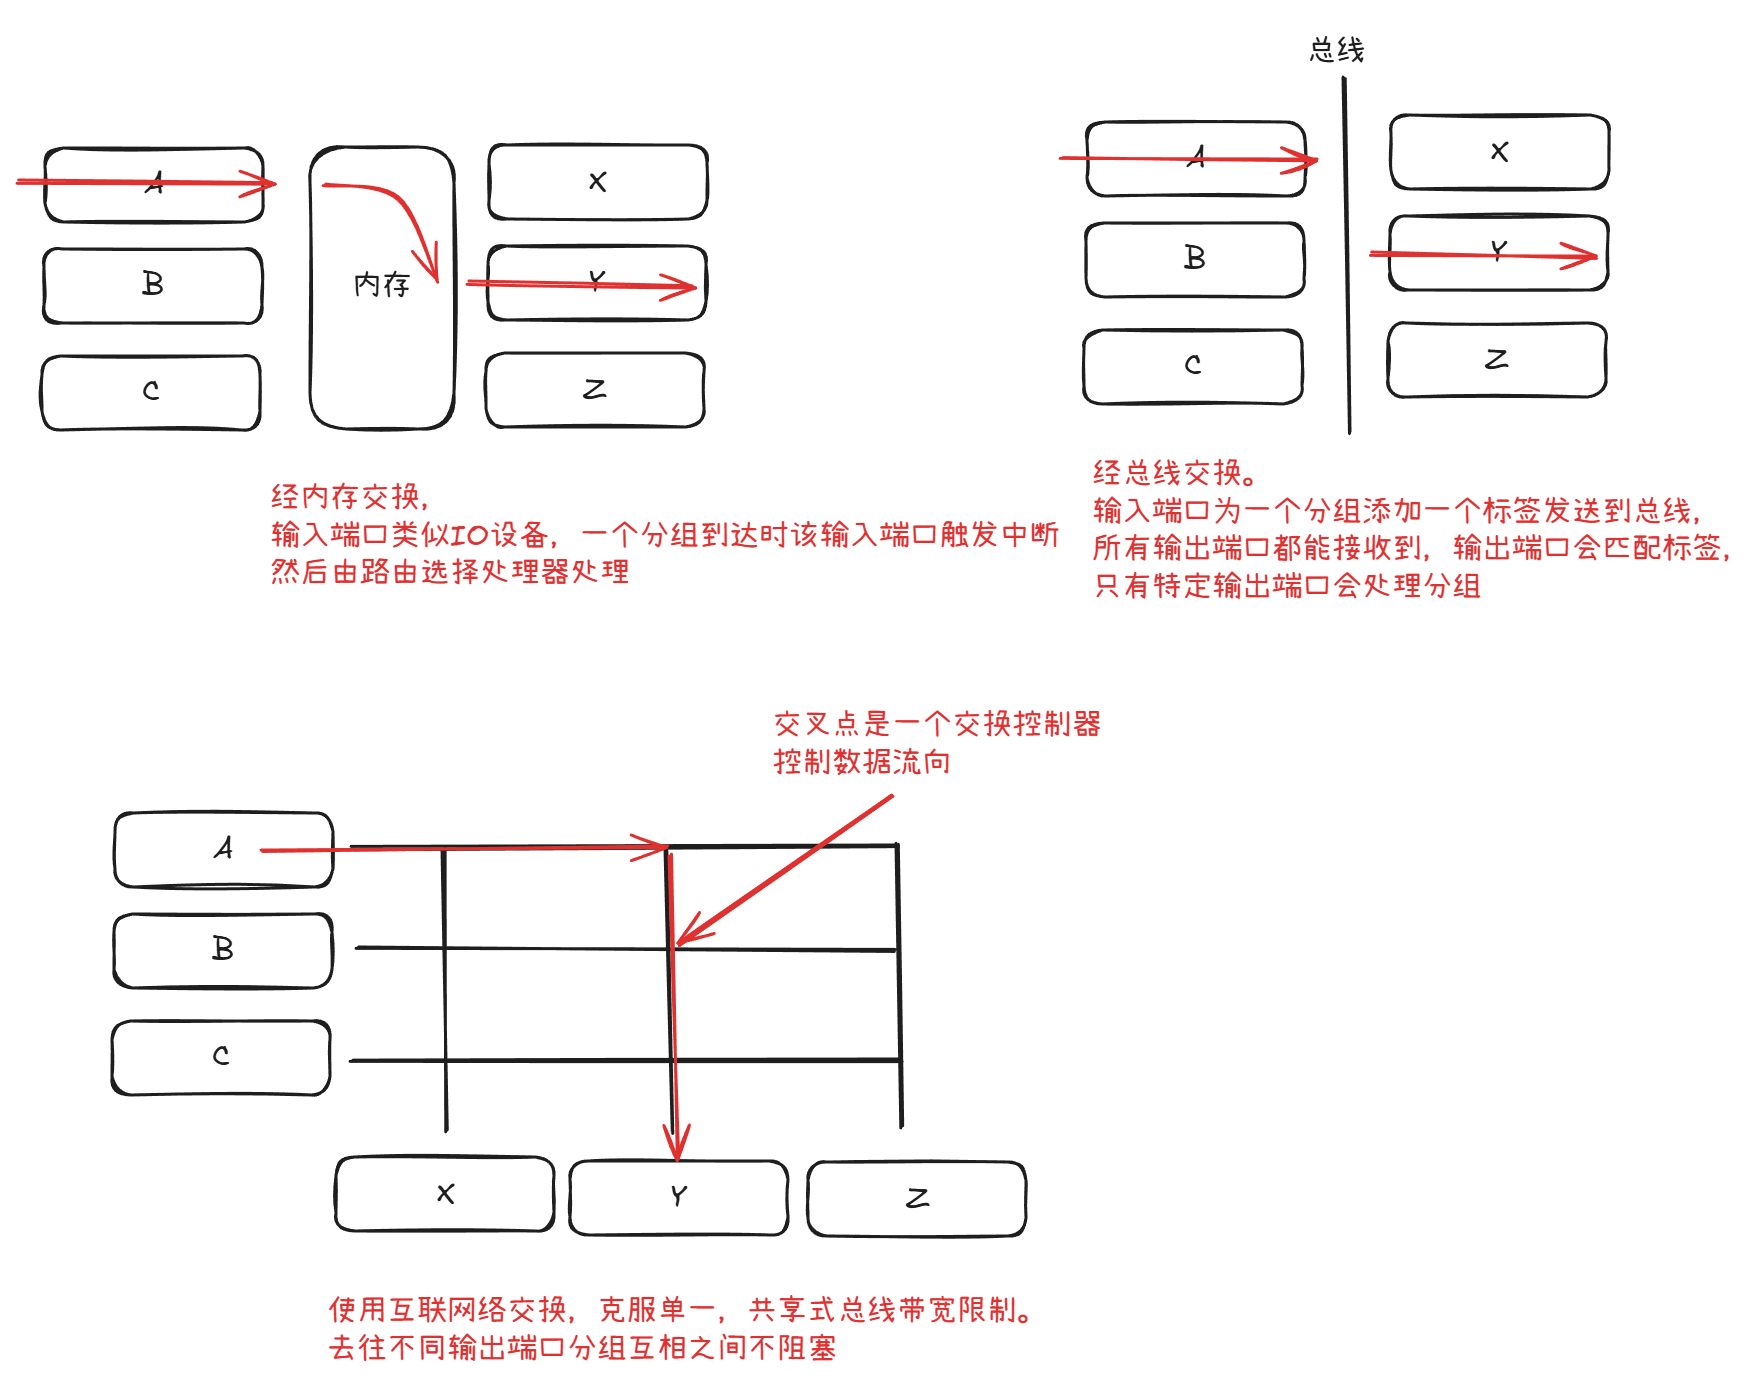 A
B
C
内存
X
Y
Z
经内存交换，
输入端口类似IO设备，一个分组到达时该输入端口触发中断
然后由路由选择处理器处理
总线
A
B
C
X
Y
Z
经总线交换。
输入端口为一个分组添加一个标签发送到总线，
所有输出端口都能接收到，输出端口会匹配标签，
只有特定输出端口会处理分组
交叉点是一个交换控制器
控制数据流向
A
B
C
X
Y
Z
使用互联网络交换，克服单一，共享式总线带宽限制。
去往不同输出端口分组互相之间不阻塞